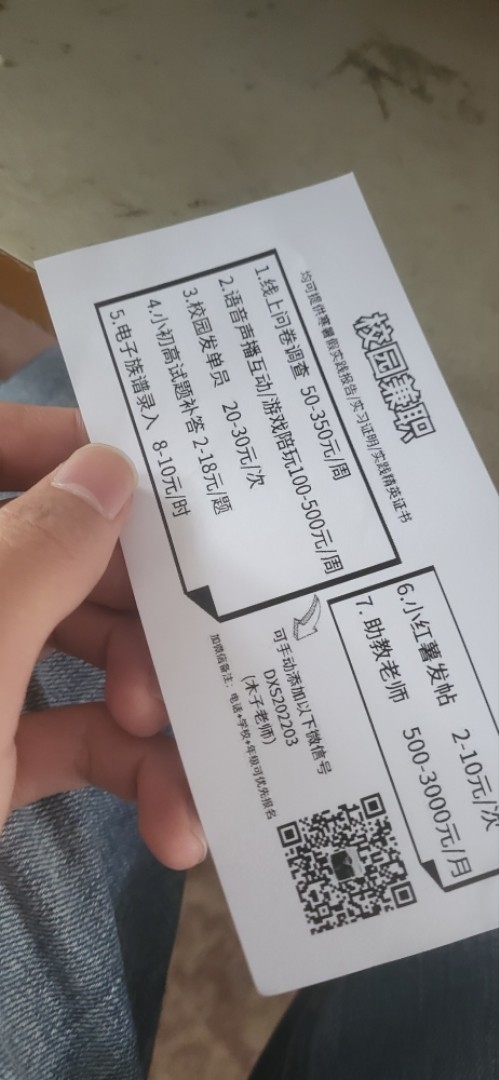 校园兼职
均可提供寒暑假实践报告/实习证明/实践精英证书
1.线上问卷调查 50-350元/周
2.语音声播互动/游戏陪玩100-500元/周
3.校园发单员 20-30元/次
4.小初高试题补答 2-18元/题
5.电子族谱录入 8-10元/时
6.小红薯发帖 2-10元/次
7. 助教老师 500-3000元/月
可手动添加以下微信号
DXS202203
(木子老师)
加微信备注：电话+学校+年级可优先报名